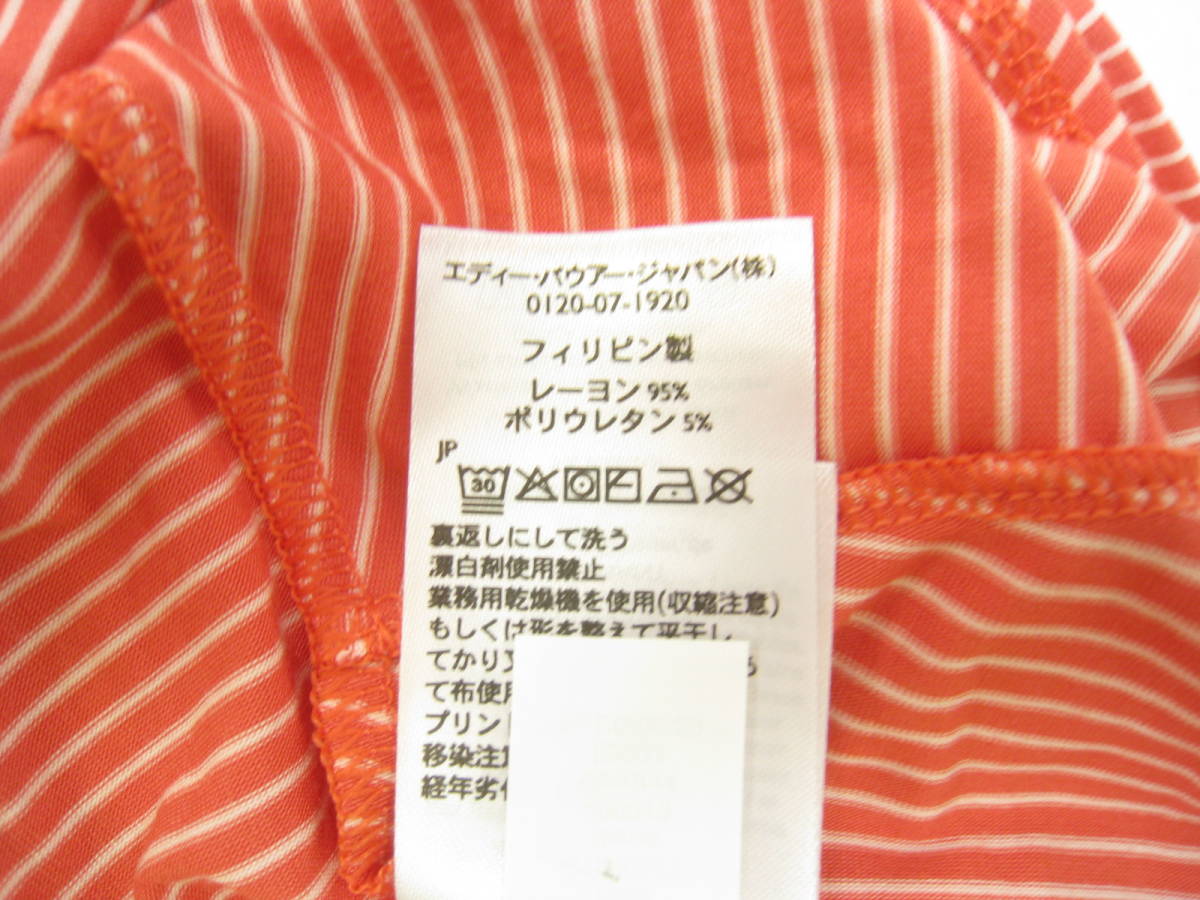 エディー・バウアー・ジャパン(株)
0120-07-1920
フィリピン製
レーヨン 95%
ポリウレタン 5%
JP
30
裏返しにして洗う
漂白剤使用禁止
業務用乾燥機を使用(収縮注意)
もしくは形を整えて平干し
てかり
て布使
プリン
移染注
経年劣